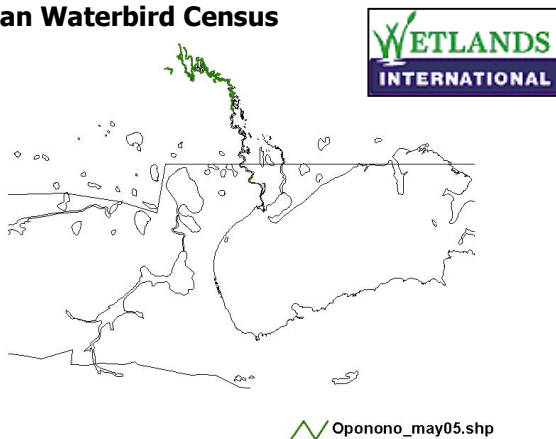 an Waterbird Census
WETLANDS
INTERNATIONAL
Oponono_may05.shp